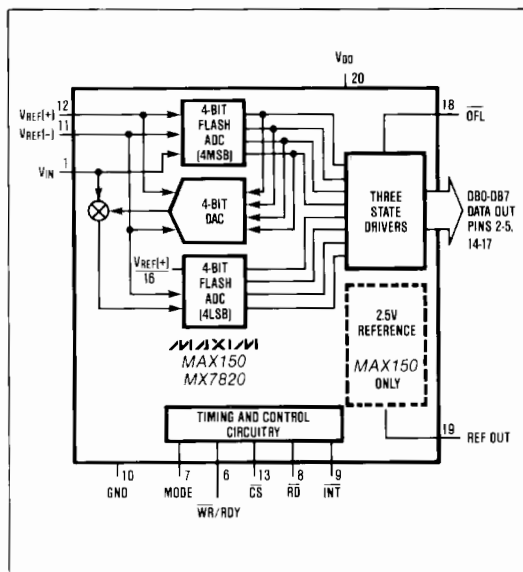 VDD
20
12
VREF(+)
11
VREF(-)
1
VIN
4-BIT
FLASH
ADC
(4MSB)
4-BIT
DAC
VREF(+)
16
4-BIT
FLASH
ADC
(4LSB)
THREE
STATE
DRIVERS
18
OFL
DB0-DB7
DATA OUT
PINS 2-5,
14-17
MAXIM
MAX150
MX7820
2.5V
REFERENCE
MAX150
ONLY
19
REF OUT
TIMING AND CONTROL
CIRCUITRY
10
GND
7
MODE
6
WR/RDY
13
CS
8
RD
9
INT